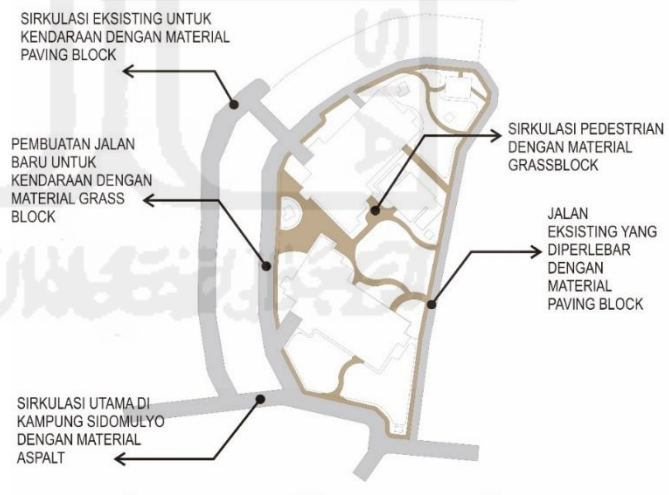 SIRKULASI EKSISTING UNTUK
KENDARAAN DENGAN MATERIAL
PAVING BLOCK
PEMBUATAN JALAN
BARU UNTUK
KENDARAAN DENGAN
MATERIAL GRASS
BLOCK
SIRKULASI PEDESTRIAN
DENGAN MATERIAL
GRASSBLOCK
JALAN
EKSISTING YANG
DIPERLEBAR
DENGAN
MATERIAL
PAVING BLOCK
SIRKULASI UTAMA DI
KAMPUNG SIDOMULYO
DENGAN MATERIAL
ASPALT